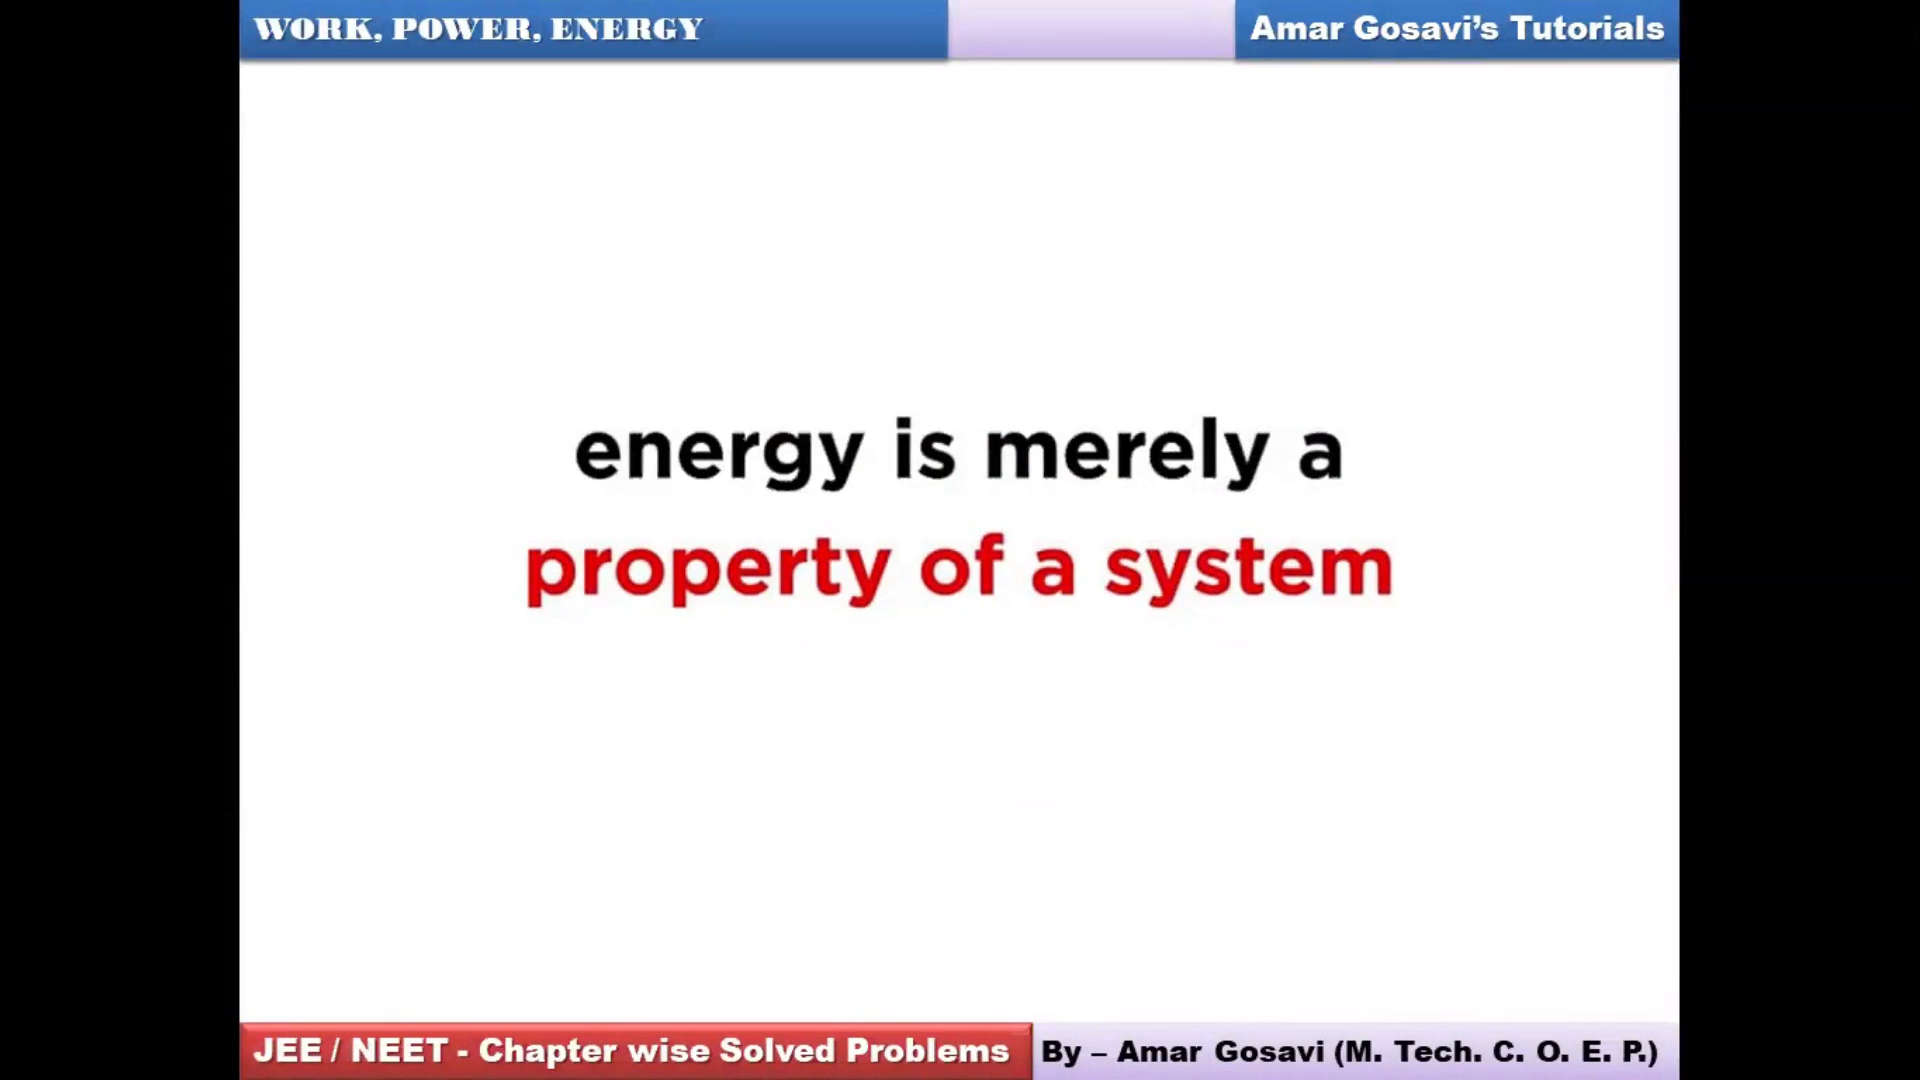 WORK, POWER, ENERGY
Amar Gosavi's Tutorials
energy is merely a
property of a system
JEE / NEET - Chapter wise Solved Problems
By – Amar Gosavi (M. Tech. C. O. E. P.)